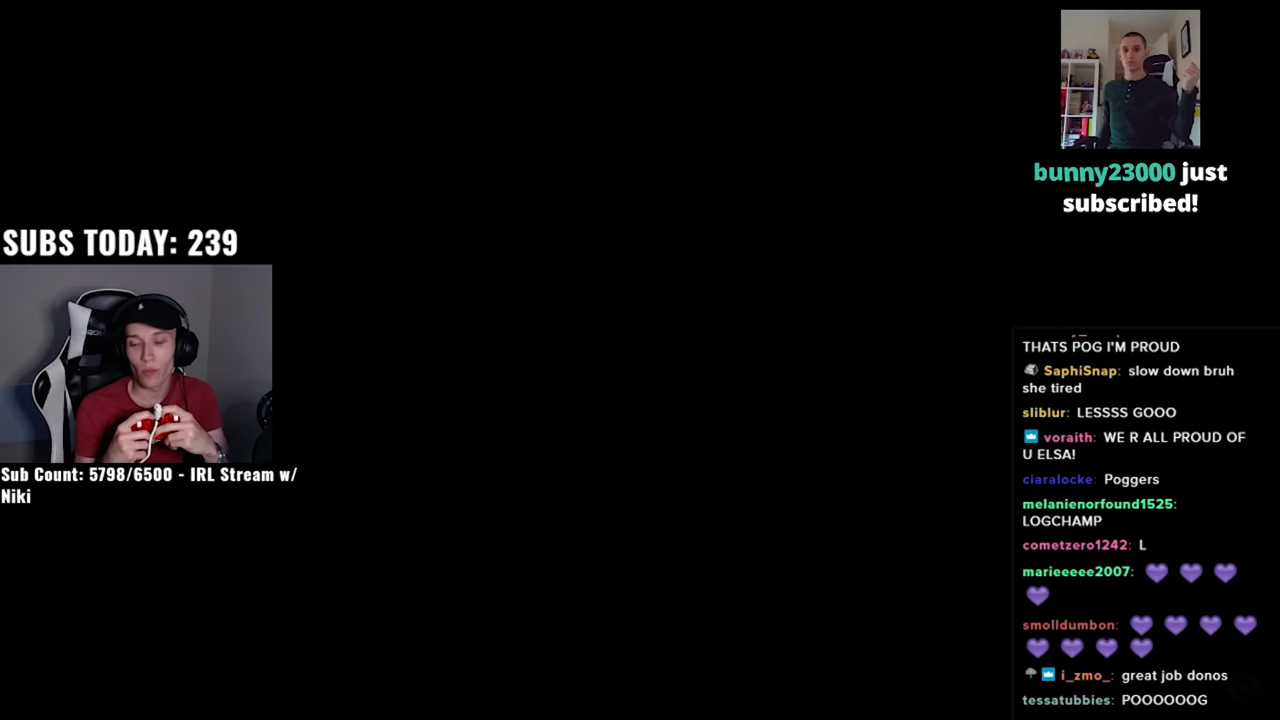 bunny23000 just
subscribed!
SUBS TODAY: 239
Sub Count: 5798/6500 - IRL Stream w/
Niki
THATS POG I'M PROUD
SaphiSnap: slow down bruh
she tired
sliblur: LESSSS GOOO
voraith: WE R ALL PROUD OF
U ELSA!
ciaralocke: Poggers
melanienorfound1525:
LOGCHAMP
cometzero1242: L
marieeeee2007:
smolldumbon:
i_zmo_: great job donos
tessatubbies: POOOOOOG